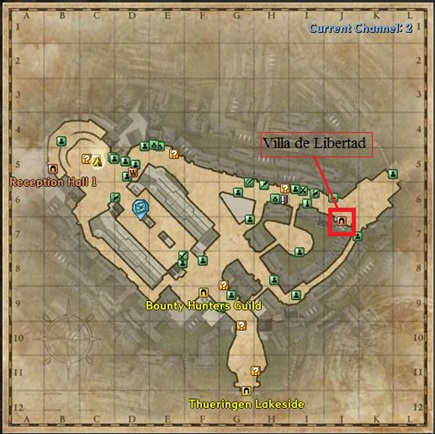 A B C D E F G H I J K L
Current Channel: 2
1
2
3
4
5
6
7
8
9
10
11
12
Villa de Libertad
Reception Hall 1
W
Bounty Hunters Guild
Thueringen Lakeside
A B C D E F G H I J K L